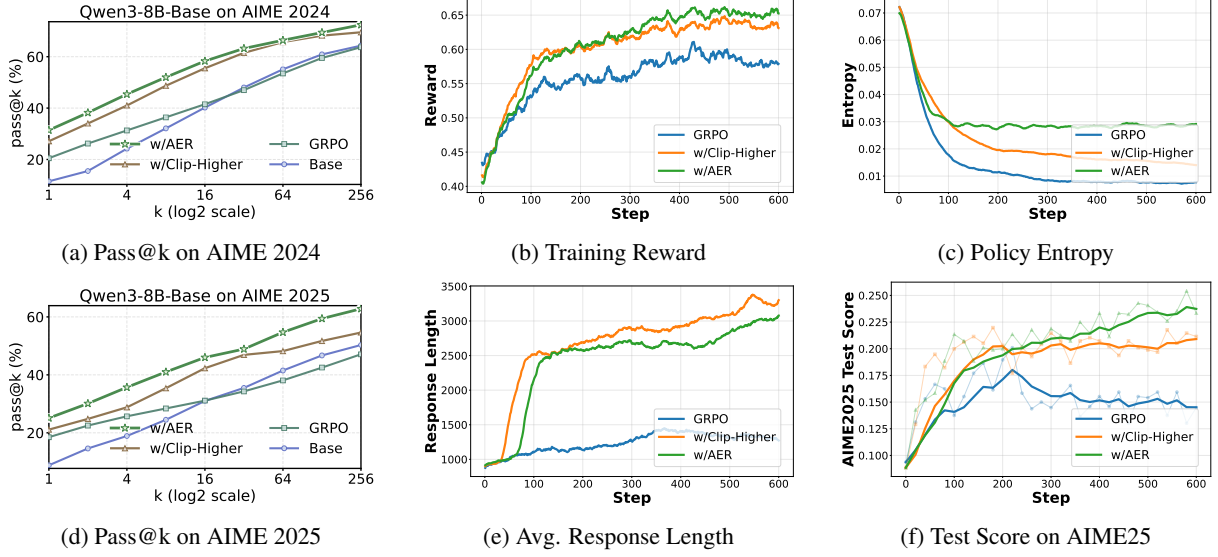 Qwen3-8B-Base on AIME 2024
pass@k (%)
60
40
20
w/AER
w/Clip-Higher
GRPO
Base
1 4 16 64 256
k (log2 scale)
(a) Pass@k on AIME 2024
Reward
0.65
0.60
0.55
0.50
0.45
0.40
GRPO
w/Clip-Higher
w/AER
0 100 200 300 400 500 600
Step
(b) Training Reward
Entropy
0.07
0.06
0.05
0.04
0.03
0.02
0.01
GRPO
w/Clip-Higher
w/AER
0 100 200 300 400 500 600
Step
(c) Policy Entropy
Qwen3-8B-Base on AIME 2025
pass@k (%)
60
40
20
w/AER
w/Clip-Higher
GRPO
Base
1 4 16 64 256
k (log2 scale)
(d) Pass@k on AIME 2025
Response Length
3500
3000
2500
2000
1500
1000
GRPO
w/Clip-Higher
w/AER
0 100 200 300 400 500 600
Step
(e) Avg. Response Length
AIME2025 Test Score
0.250
0.225
0.200
0.175
0.150
0.125
0.100
GRPO
w/Clip-Higher
w/AER
0 100 200 300 400 500 600
Step
(f) Test Score on AIME25